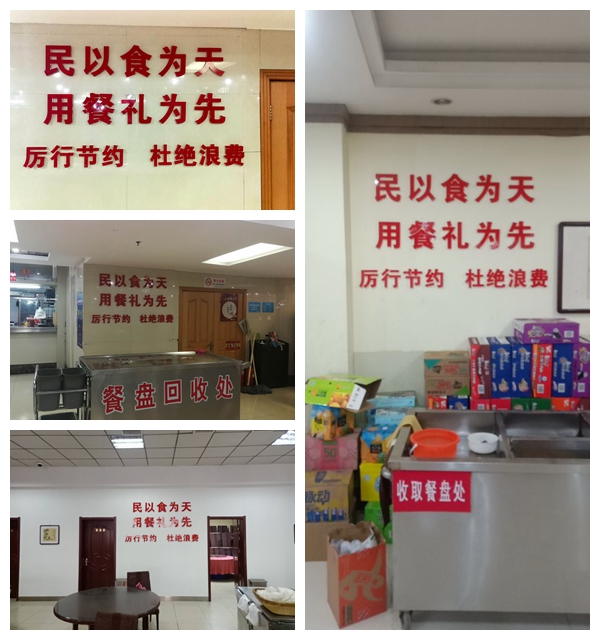 民以食为天
用餐礼为先
厉行节约 杜绝浪费
民以食为天
用餐礼为先
厉行节约 杜绝浪费
餐盘回收处
民以食为天
用餐礼为先
厉行节约 杜绝浪费
民以食为天
用餐礼为先
厉行节约 杜绝浪费
收取餐盘处
脉动
50